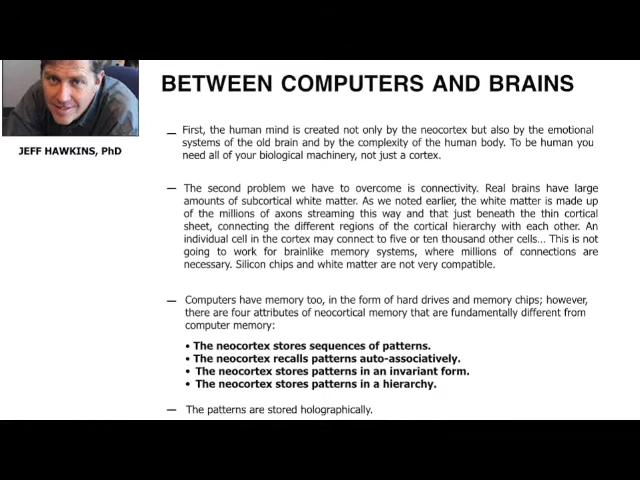 BETWEEN COMPUTERS AND BRAINS
JEFF HAWKINS, PhD
— First, the human mind is created not only by the neocortex but also by the emotional
systems of the old brain and by the complexity of the human body. To be human you
need all of your biological machinery, not just a cortex.
— The second problem we have to overcome is connectivity. Real brains have large
amounts of subcortical white matter. As we noted earlier, the white matter is made up
of the millions of axons streaming this way and that just beneath the thin cortical
sheet, connecting the different regions of the cortical hierarchy with each other. An
individual cell in the cortex may connect to five or ten thousand other cells... This is not
going to work for brainlike memory systems, where millions of connections are
necessary. Silicon chips and white matter are not very compatible.
— Computers have memory too, in the form of hard drives and memory chips; however,
there are four attributes of neocortical memory that are fundamentally different from
computer memory:
• The neocortex stores sequences of patterns.
• The neocortex recalls patterns auto-associatively.
• The neocortex stores patterns in an invariant form.
• The neocortex stores patterns in a hierarchy.
— The patterns are stored holographically.